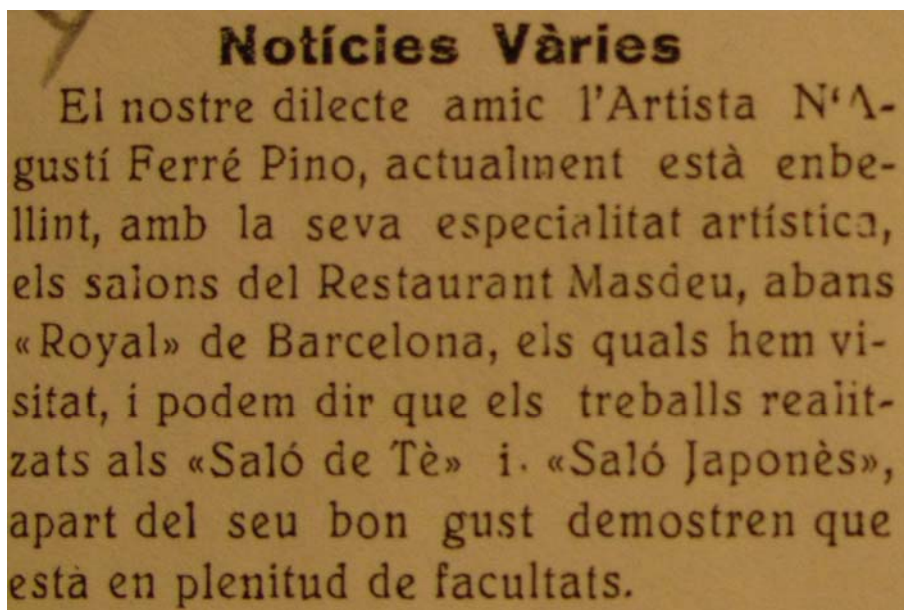 Notícies Vàries
El nostre dilecte amic l'Artista N'A-
gustí Ferré Pino, actualment està enbe-
llint, amb la seva especialitat artística,
els salons del Restaurant Masdeu, abans
«Royal» de Barcelona, els quals hem vi-
sitat, i podem dir que els treballs realit-
zats als «Saló de Tè» i «Saló Japonès»,
apart del seu bon gust demostren que
està en plenitud de facultats.